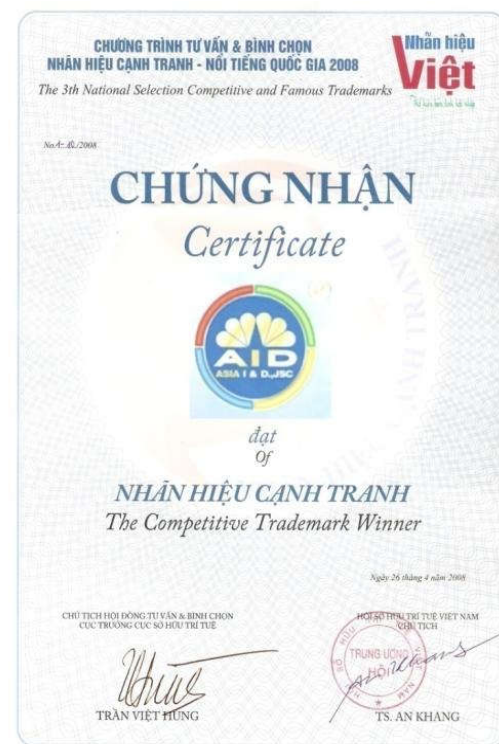 CHƯƠNG TRÌNH TƯ VẤN & BÌNH CHỌN
NHÃN HIỆU CẠNH TRANH - NỔI TIẾNG QUỐC GIA 2008
The 3th National Selection Competitive and Famous Trademarks
Nhãn hiệu
Việt
/2008
CHỨNG NHẬN
Certificate
AID
ASIA I & D.,JSC
đạt
Of
NHÃN HIỆU CẠNH TRANH
The Competitive Trademark Winner
Ngày 26 tháng 4 năm 2008
CHỦ TỊCH HỘI ĐỒNG TƯ VẤN & BÌNH CHỌN
CỤC TRƯỞNG CỤC SỞ HỮU TRÍ TUỆ
TRẦN VIỆT HÙNG
HỘI SỞ HỮU TRÍ TUỆ VIỆT NAM
CHỦ TỊCH
TRUNG ƯƠNG
HỘI
TS. AN KHANG